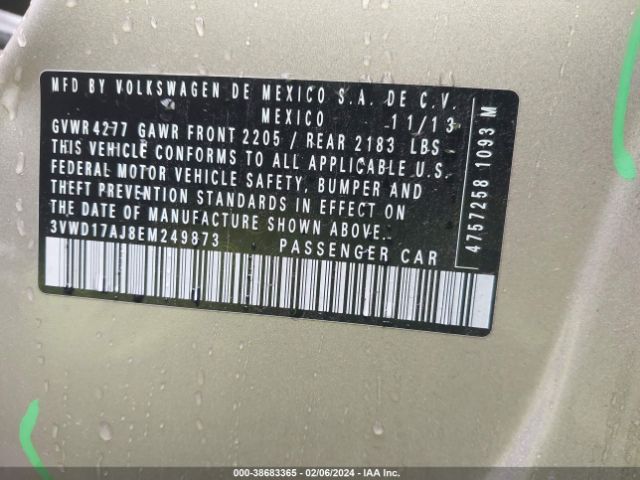 MFD BY VOLKSWAGEN DE MEXICO S.A. DE C.V.
MEXICO 11/13
GVWR 4277 GAWR FRONT 2205 / REAR 2183 LBS
THIS VEHICLE CONFORMS TO ALL APPLICABLE U.S.
FEDERAL MOTOR VEHICLE SAFETY, BUMPER AND
THEFT PREVENTION STANDARDS IN EFFECT ON
THE DATE OF MANUFACTURE SHOWN ABOVE.
3VWD17AJ8EM249873 PASSENGER CAR
4757258 1093 M
000-38683365 - 02/06/2024 - IAA Inc.